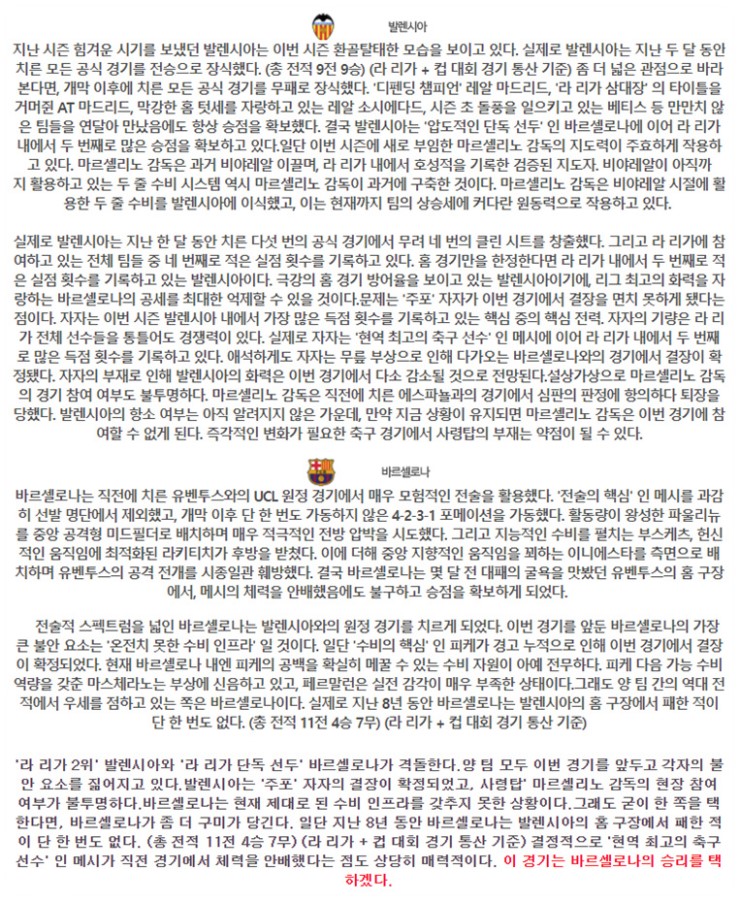 발렌시아
지난 시즌 힘겨운 시기를 보냈던 발렌시아는 이번 시즌 환골탈태한 모습을 보이고 있다. 실제로 발렌시아는 지난 두 달 동안
치른 모든 공식 경기를 전승으로 장식했다. (총 전적 9전 9승) (라 리가 + 컵 대회 경기 통산 기준) 좀 더 넓은 관점으로 바라
본다면, 개막 이후에 치른 모든 공식 경기를 무패로 장식했다. '디펜딩 챔피언' 레알 마드리드, '라 리가 삼대장' 의 타이틀을
거머쥔 AT 마드리드, 막강한 홈 텃세를 자랑하고 있는 레알 소시에다드, 시즌 초 돌풍을 일으키고 있는 베티스 등 만만치 않
은 팀들을 연달아 만났음에도 항상 승점을 확보했다. 결국 발렌시아는 '압도적인 단독 선두' 인 바르셀로나에 이어 라 리가
내에서 두 번째로 많은 승점을 확보하고 있다.일단 이번 시즌에 새로 부임한 마르셀리노 감독의 지도력이 주효하게 작용하
고 있다. 마르셀리노 감독은 과거 비야레알 이끌며, 라 리가 내에서 호성적을 기록한 검증된 지도자. 비야레알이 아직까
지 활용하고 있는 두 줄 수비 시스템 역시 마르셀리노 감독이 과거에 구축한 것이다. 마르셀리노 감독은 비야레알 시절에 활
용한 두 줄 수비를 발렌시아에 이식했고, 이는 현재까지 팀의 상승세에 커다란 원동력으로 작용하고 있다.
실제로 발렌시아는 지난 한 달 동안 치른 다섯 번의 공식 경기에서 무려 네 번의 클린 시트를 창출했다. 그리고 라 리가에 참
여하고 있는 전체 팀들 중 네 번째로 적은 실점 횟수를 기록하고 있다. 홈 경기만을 한정한다면 라 리가 내에서 두 번째로 적
은 실점 횟수를 기록하고 있는 발렌시아이다. 극강의 홈 경기 방어율을 보이고 있는 발렌시아이기에, 리그 최고의 화력을 자
랑하는 바르셀로나의 공세를 최대한 억제할 수 있을 것이다.문제는 '주포' 자자가 이번 경기에서 결장을 면치 못하게 됐다는
점이다. 자자는 이번 시즌 발렌시아 내에서 가장 많은 득점 횟수를 기록하고 있는 핵심 중의 핵심 전력. 자자의 기량은 라 리
가 전체 선수들을 통틀어도 경쟁력이 있다. 실제로 자자는 '현역 최고의 축구 선수' 인 메시에 이어 라 리가 내에서 두 번째
로 많은 득점 횟수를 기록하고 있다. 애석하게도 자자는 무릎 부상으로 인해 다가오는 바르셀로나와의 경기에서 결장이 확
정됐다. 자자의 부재로 인해 발렌시아의 화력은 이번 경기에서 다소 감소될 것으로 전망된다.설상가상으로 마르셀리노 감독
의 경기 참여 여부도 불투명하다. 마르셀리노 감독은 직전에 치른 에스파뇰과의 경기에서 심판의 판정에 항의하다 퇴장을
당했다. 발렌시아의 항소 여부는 아직 알려지지 않은 가운데, 만약 지금 상황이 유지되면 마르셀리노 감독은 이번 경기에 참
여할 수 없게 된다. 즉각적인 변화가 필요한 축구 경기에서 사령탑의 부재는 약점이 될 수 있다.
바르셀로나
바르셀로나는 직전에 치른 유벤투스와의 UCL 원정 경기에서 매우 모험적인 전술을 활용했다. '전술의 핵심' 인 메시를 과감
히 선발 명단에서 제외했고, 개막 이후 단 한 번도 가동하지 않은 4-2-3-1 포메이션을 가동했다. 활동량이 왕성한 파울리뉴
를 중앙 공격형 미드필더로 배치하며 매우 적극적인 전방 압박을 시도했다. 그리고 지능적인 수비를 펼치는 부스케츠, 헌신
적인 움직임에 최적화된 라키티치가 후방을 받쳤다. 이에 더해 중앙 지향적인 움직임을 꾀하는 이니에스타를 측면으로 배
치하며 유벤투스의 공격 전개를 시종일관 훼방했다. 결국 바르셀로나는 몇 달 전 대패의 굴욕을 맛봤던 유벤투스의 홈 구장
에서, 메시의 체력을 안배했음에도 불구하고 승점을 확보하게 되었다.
전술적 스펙트럼을 넓인 바르셀로나는 발렌시아와의 원정 경기를 치르게 되었다. 이번 경기를 앞둔 바르셀로나의 가장
큰 불안 요소는 '온전치 못한 수비 인프라' 일 것이다. 일단 '수비의 핵심' 인 피케가 경고 누적으로 인해 이번 경기에서 결장
이 확정되었다. 현재 바르셀로나 내엔 피케의 공백을 확실히 메꿀 수 있는 수비 자원이 아예 전무하다. 피케 다음 가능 수비
역량을 갖춘 마스체라노는 부상에 신음하고 있고, 페르말런은 실전 감각이 매우 부족한 상태이다.그래도 양 팀 간의 역대 전
적에서 우세를 점하고 있는 쪽은 바르셀로나이다. 실제로 지난 8년 동안 바르셀로나는 발렌시아의 홈 구장에서 패한 적이
단 한 번도 없다. (총 전적 11전 4승 7무) (라 리가 + 컵 대회 경기 통산 기준)
'라 리가 2위' 발렌시아와 '라 리가 단독 선두' 바르셀로나가 격돌한다.양 팀 모두 이번 경기를 앞두고 각자의 불
안 요소를 짊어지고 있다.발렌시아는 '주포' 자자의 결장이 확정되었고, 사령탑' 마르셀리노 감독의 현장 참여
여부가 불투명하다.바르셀로나는 현재 제대로 된 수비 인프라를 갖추지 못한 상황이다.그래도 굳이 한 쪽을 택
한다면, 바르셀로나가 좀 더 구미가 당긴다. 일단 지난 8년 동안 바르셀로나는 발렌시아의 홈 구장에서 패한 적
이 단 한 번도 없다. (총 전적 11전 4승 7무) (라 리가 + 컵 대회 경기 통산 기준) 결정적으로 '현역 최고의 축구
선수' 인 메시가 직전 경기에서 체력을 안배했다는 점도 상당히 매력적이다. 이 경기는 바르셀로나의 승리를 택
하겠다.